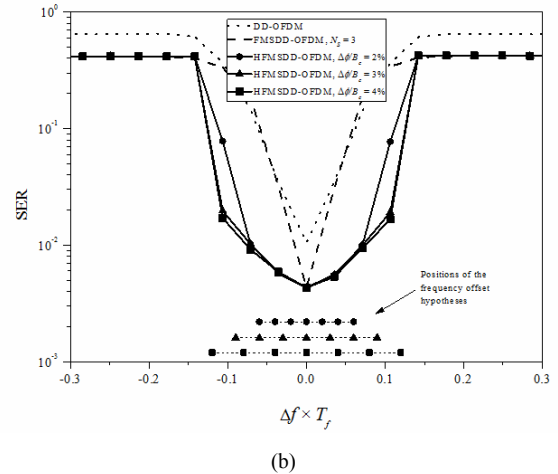 10^0
10^-1
10^-2
10^-3
SER
DD-OFDM
FMSDD-OFDM, N_s = 3
HFMSDD-OFDM, Δϕ/B_c = 2%
HFMSDD-OFDM, Δϕ/B_c = 3%
HFMSDD-OFDM, Δϕ/B_c = 4%
Positions of the
frequency offset
hypotheses
-0.3 -0.2 -0.1 0.0 0.1 0.2 0.3
Δf × T_f
(b)